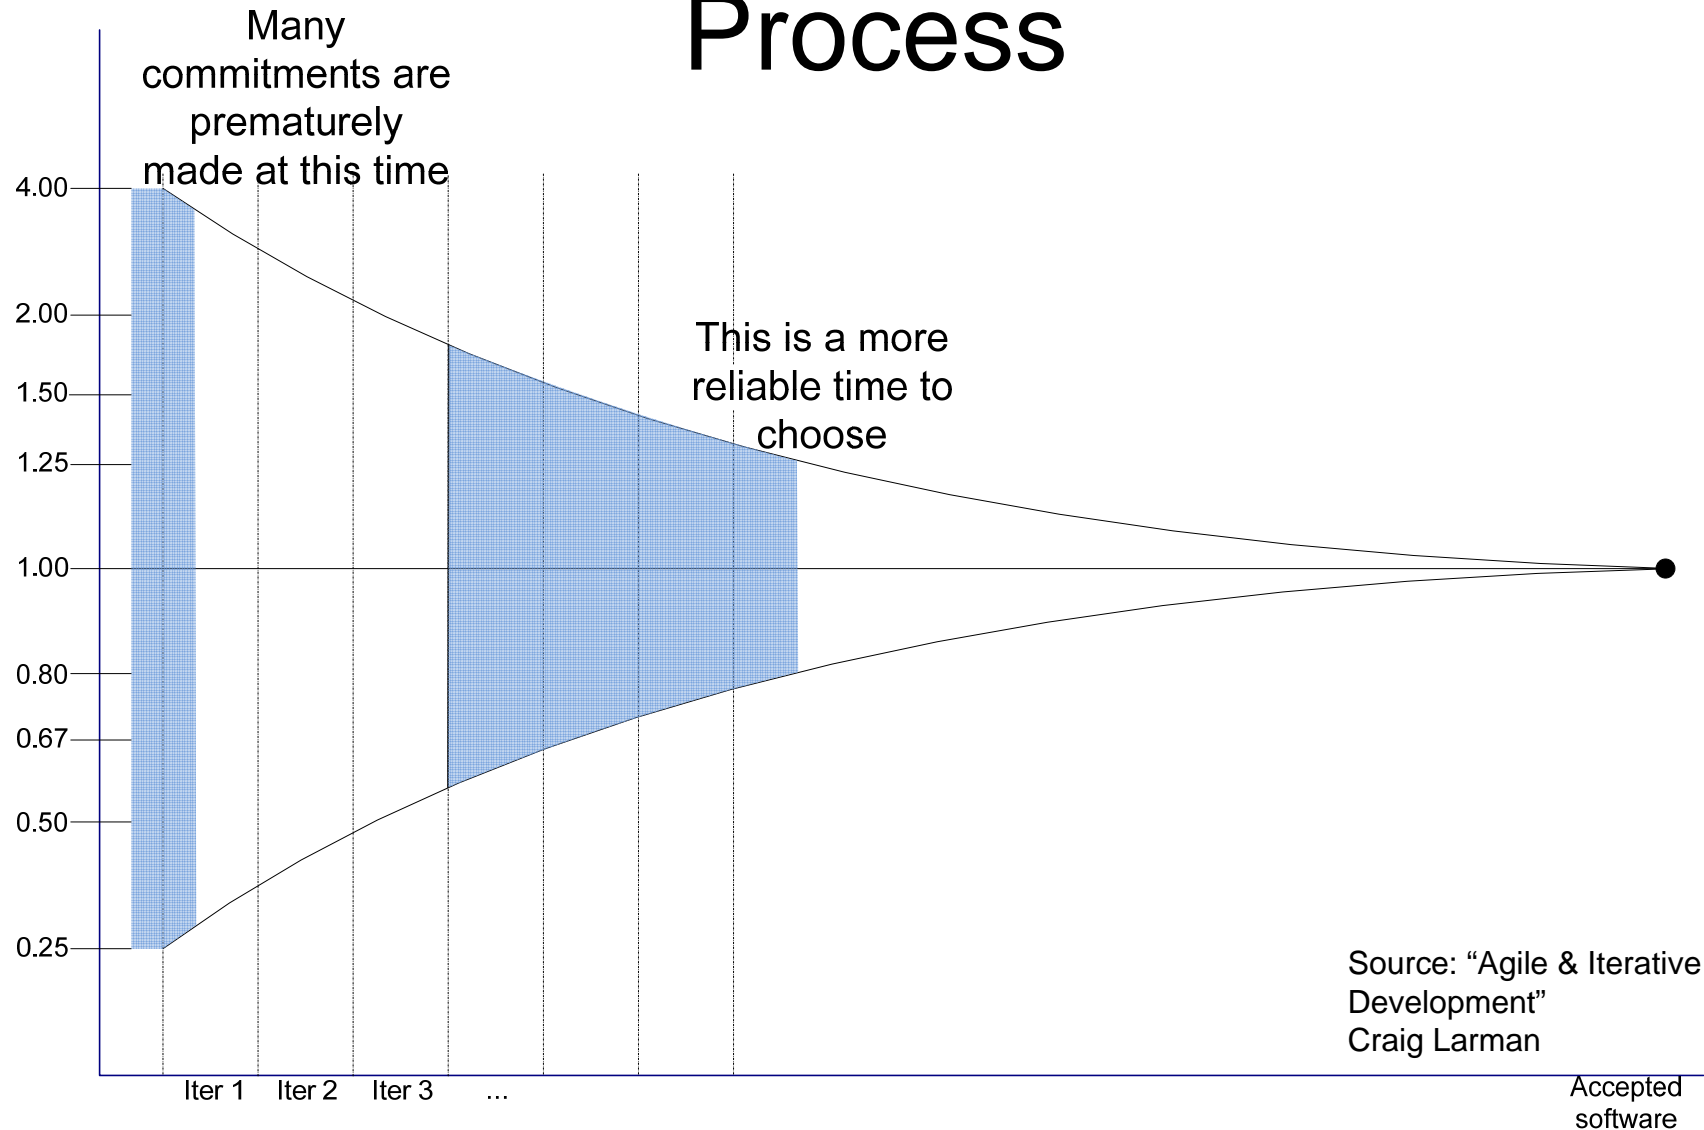 Process
Many
commitments are
prematurely
made at this time
4.00
2.00
1.50
1.25
1.00
0.80
0.67
0.50
0.25
This is a more
reliable time to
choose
Source: “Agile & Iterative
Development”
Craig Larman
Iter 1
Iter 2
Iter 3
...
Accepted
software